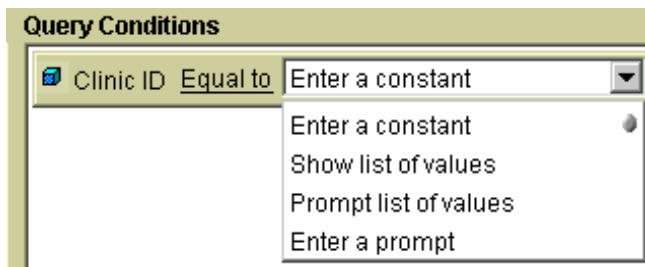 Query Conditions
Clinic ID Equal to Enter a constant
Enter a constant
Show list of values
Prompt list of values
Enter a prompt